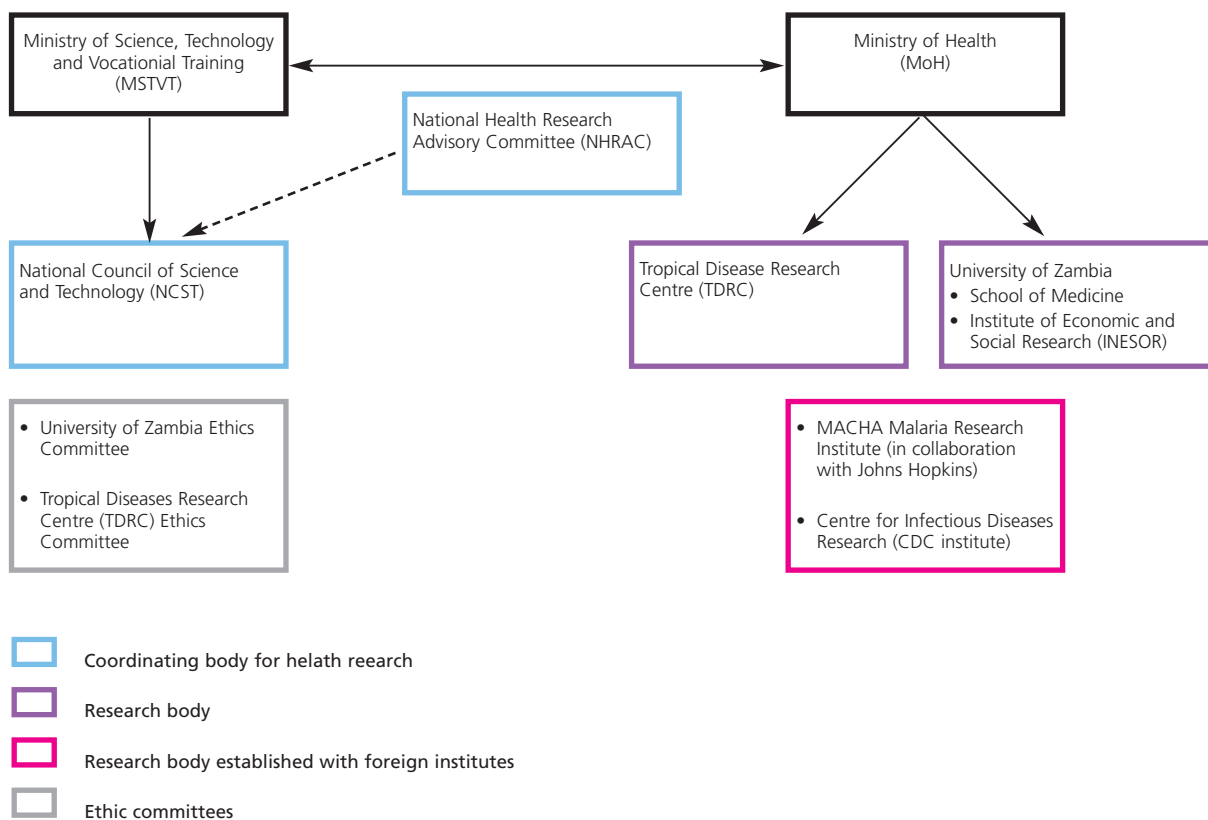 Ministry of Science, Technology
and Vocationial Training
(MSTVT)
Ministry of Health
(MoH)
National Health Research
Advisory Committee (NHRAC)
National Council of Science
and Technology (NCST)
Tropical Disease Research
Centre (TDRC)
University of Zambia
• School of Medicine
• Institute of Economic and
Social Research (INESOR)
• University of Zambia Ethics
Committee
• Tropical Diseases Research
Centre (TDRC) Ethics
Committee
• MACHA Malaria Research
Institute (in collaboration
with Johns Hopkins)
• Centre for Infectious Diseases
Research (CDC institute)
Coordinating body for helath reearch
Research body
Research body established with foreign institutes
Ethic committees